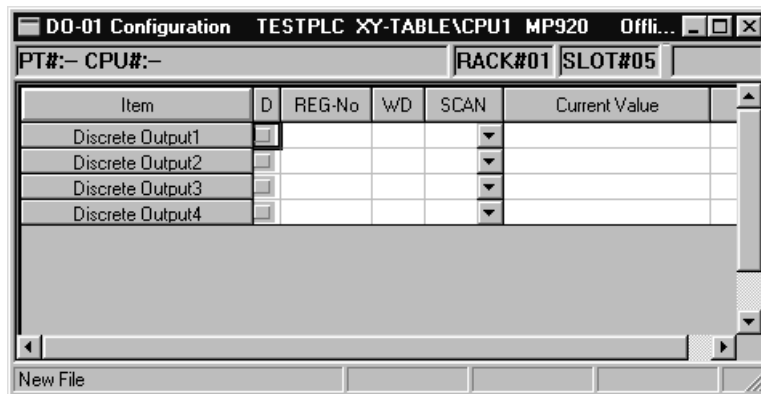 DO-01 Configuration TESTPLC XY-TABLE\CPU1 MP920 Offli...
PT#:– CPU#:– RACK#01 SLOT#05
Item D REG-No WD SCAN Current Value
Discrete Output1
Discrete Output2
Discrete Output3
Discrete Output4
New File